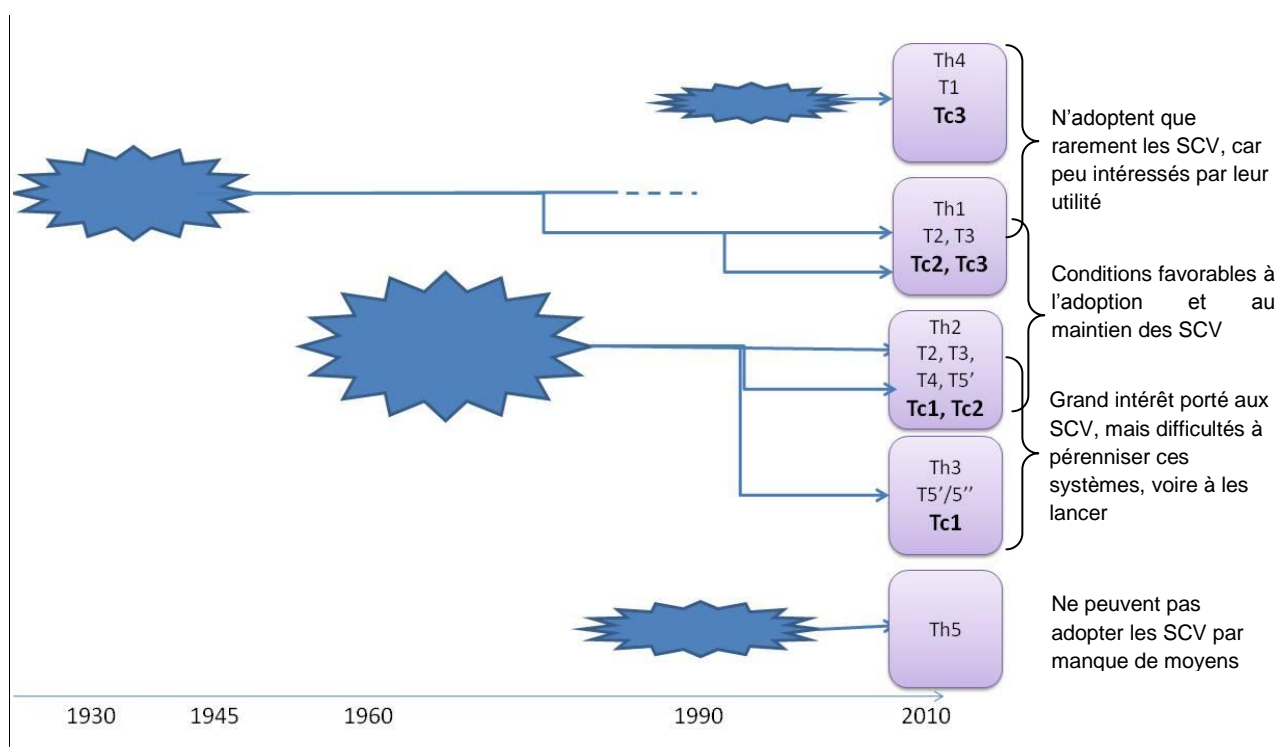 Th4
T1
Tc3
N’adoptent que
rarement les SCV, car
peu intéressés par leur
utilité
Th1
T2, T3
Tc2, Tc3
Conditions favorables à
l’adoption et au
maintien des SCV
Th2
T2, T3,
T4, T5’
Tc1, Tc2
Grand intérêt porté aux
SCV, mais difficultés à
pérenniser ces
systèmes, voire à les
lancer
Th3
T5’/5’’
Tc1
Th5
Ne peuvent pas
adopter les SCV par
manque de moyens
1930 1945 1960 1990 2010